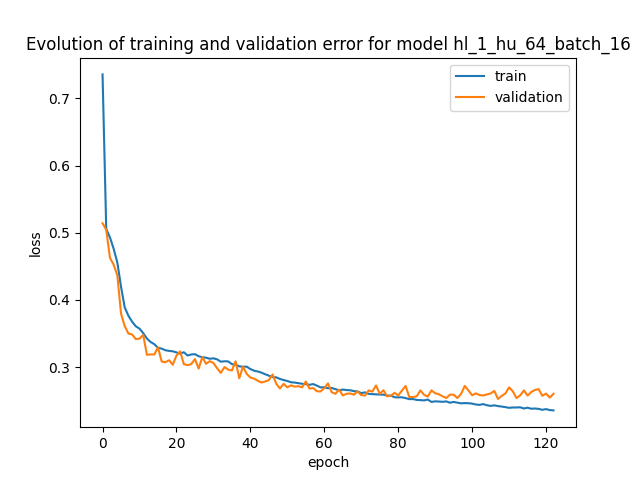 Evolution of training and validation error for model hl_1_hu_64_batch_16
train
validation
0.7
0.6
0.5
0.4
0.3
loss
0
20
40
60
80
100
120
epoch